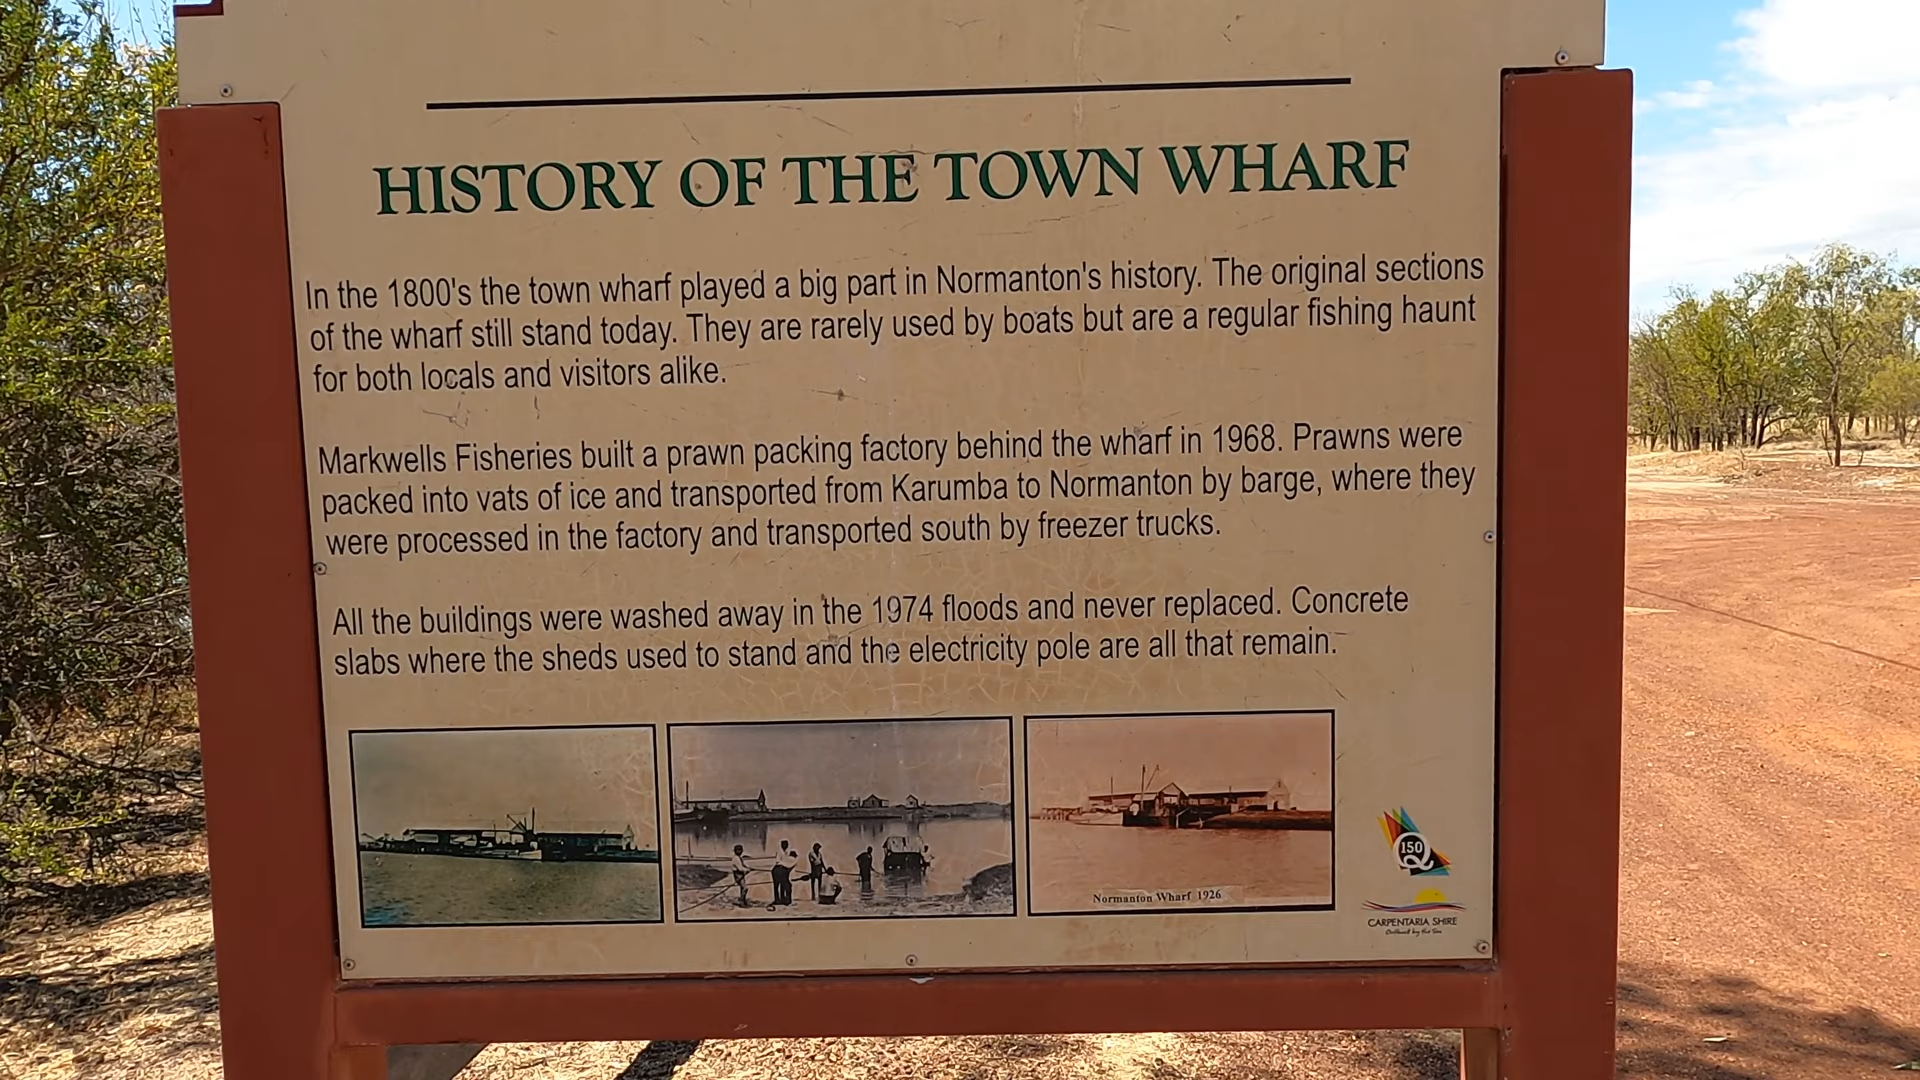 HISTORY OF THE TOWN WHARF
In the 1800's the town wharf played a big part in Normanton's history. The original sections
of the wharf still stand today. They are rarely used by boats but are a regular fishing haunt
for both locals and visitors alike.
Markwells Fisheries built a prawn packing factory behind the wharf in 1968. Prawns were
packed into vats of ice and transported from Karumba to Normanton by barge, where they
were processed in the factory and transported south by freezer trucks.
All the buildings were washed away in the 1974 floods and never replaced. Concrete
slabs where the sheds used to stand and the electricity pole are all that remain.
Normanton Wharf 1926
Q150
CARPENTARIA SHIRE
Outback by the Sea